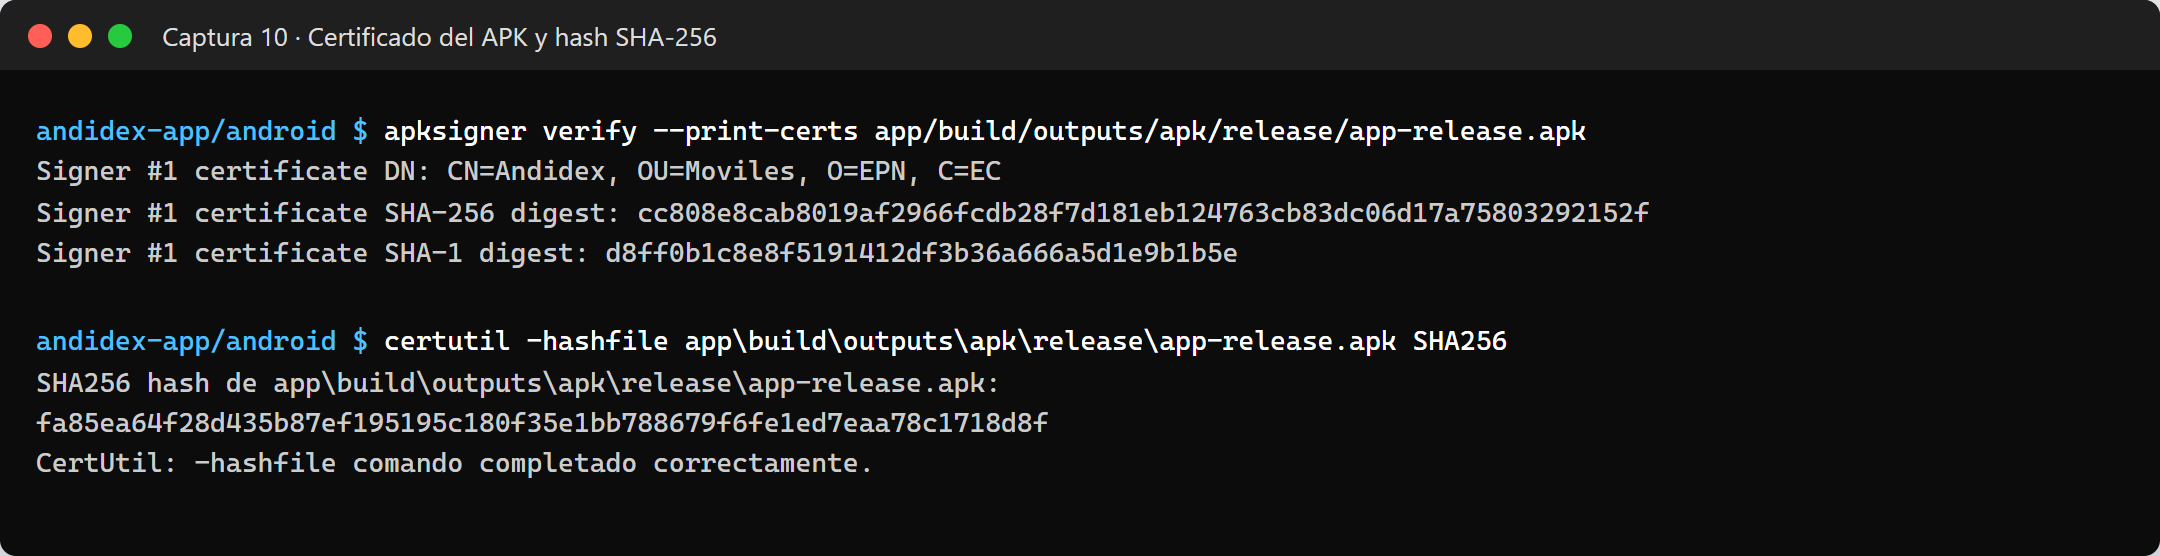 Captura 10 · Certificado del APK y hash SHA-256
andidex-app/android $ apksigner verify --print-certs app/build/outputs/apk/release/app-release.apk
Signer #1 certificate DN: CN=Andidex, OU=Moviles, O=EPN, C=EC
Signer #1 certificate SHA-256 digest: cc808e8cab8019af2966fcdb28f7d181eb124763cb83dc06d17a75803292152f
Signer #1 certificate SHA-1 digest: d8ff0b1c8e8f5191412df3b36a666a5d1e9b1b5e
andidex-app/android $ certutil -hashfile app\build\outputs\apk\release\app-release.apk SHA256
SHA256 hash de app\build\outputs\apk\release\app-release.apk:
fa85ea64f28d435b87ef195195c180f35e1bb788679f6fe1ed7eaa78c1718d8f
CertUtil: -hashfile comando completado correctamente.